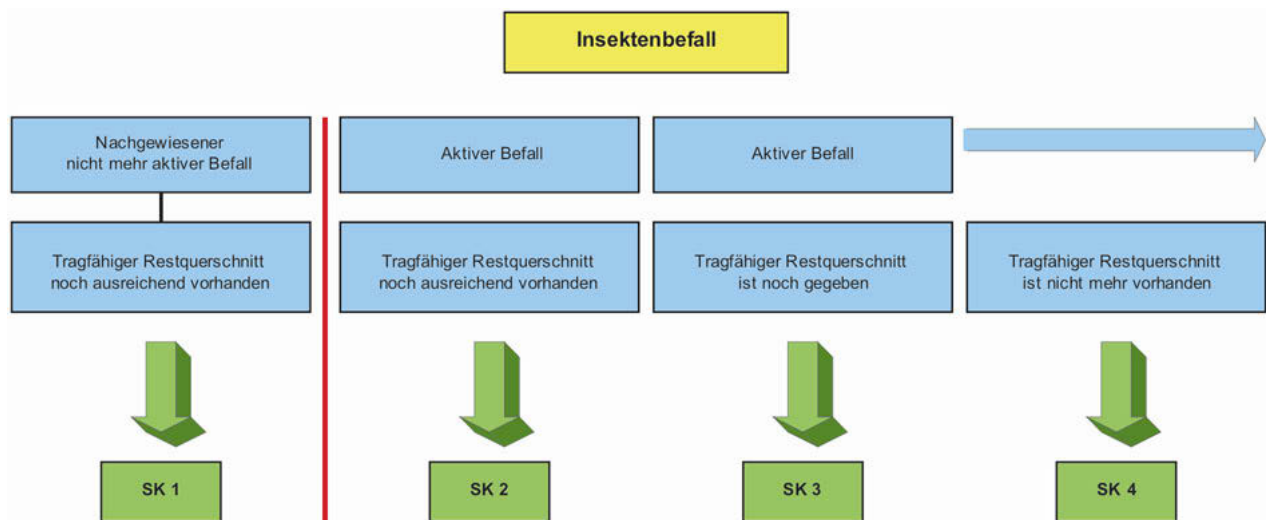 Insektenbefall
Nachgewiesener
nicht mehr aktiver Befall
Aktiver Befall
Aktiver Befall
Tragfähiger Restquerschnitt
noch ausreichend vorhanden
Tragfähiger Restquerschnitt
noch ausreichend vorhanden
Tragfähiger Restquerschnitt
ist noch gegeben
Tragfähiger Restquerschnitt
ist nicht mehr vorhanden
SK 1
SK 2
SK 3
SK 4